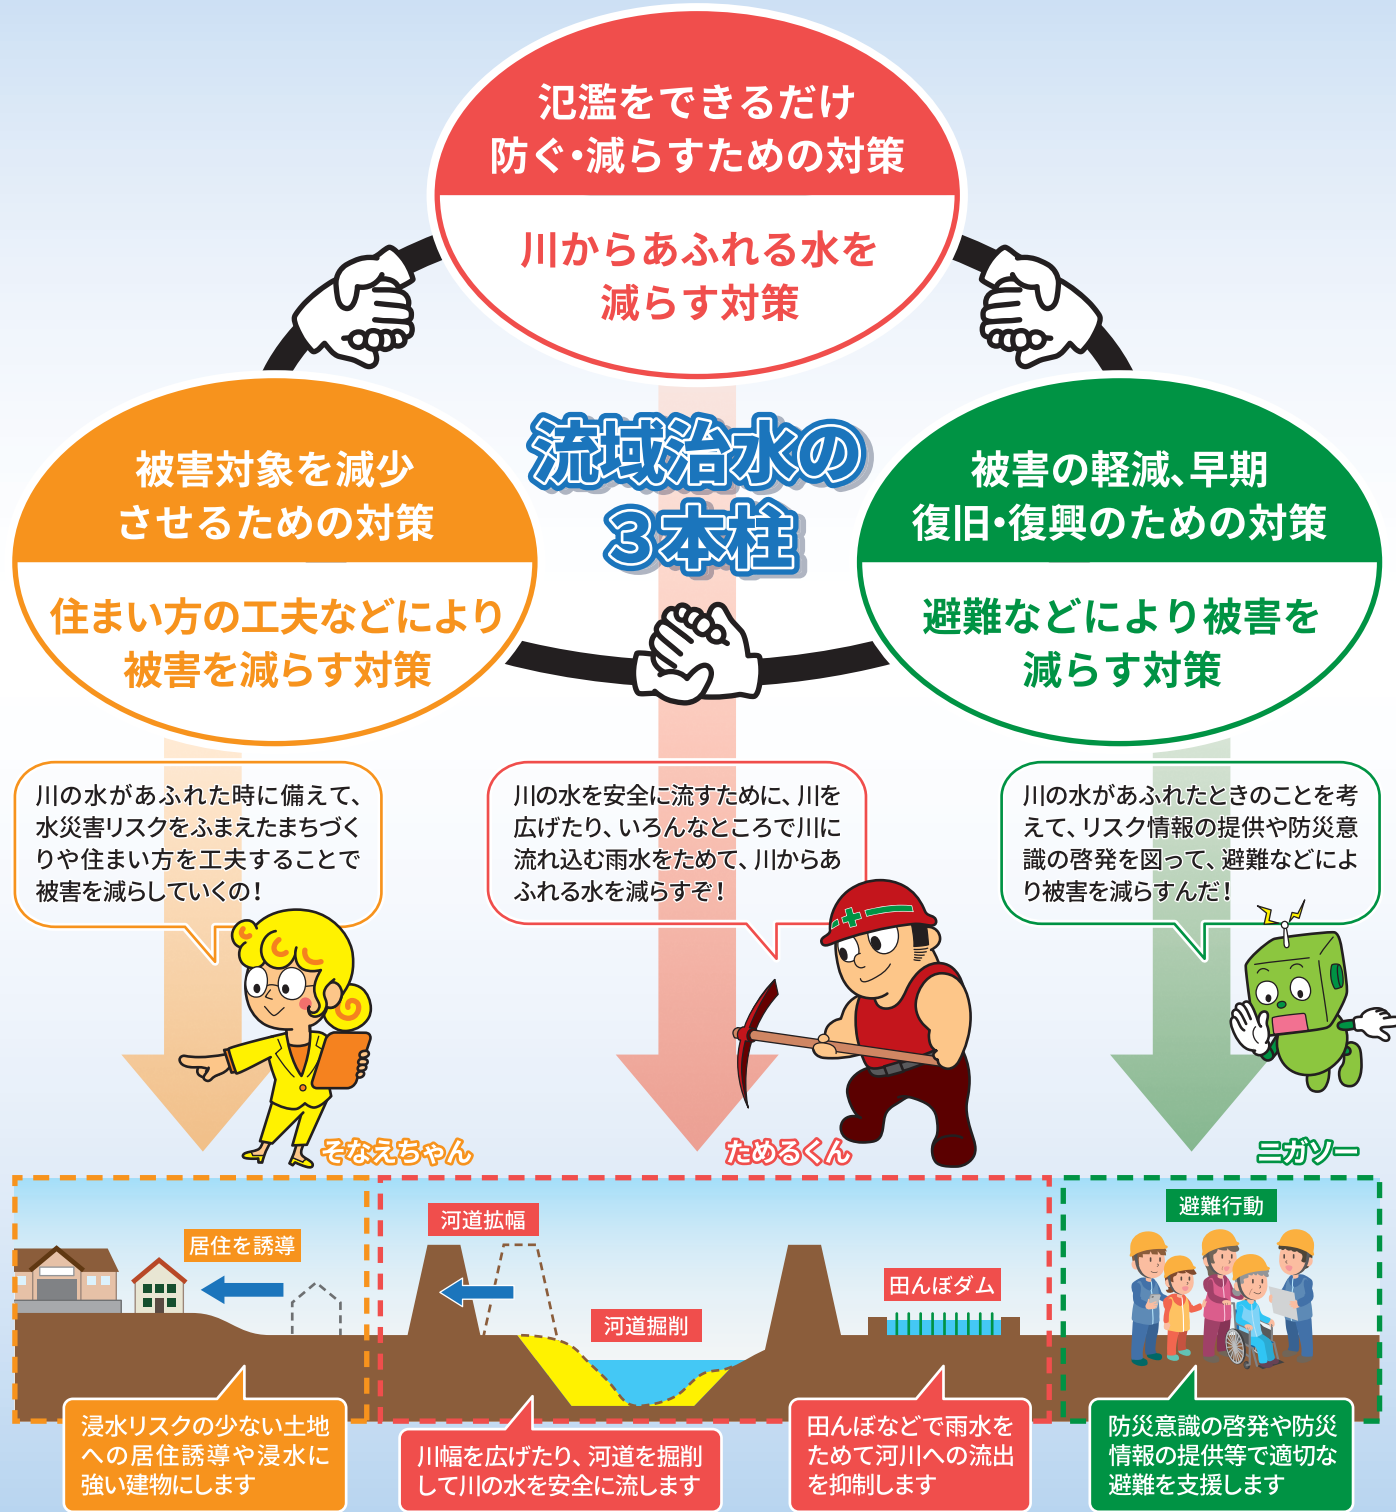 氾濫をできるだけ
防ぐ・減らすための対策
川からあふれる水を
減らす対策
流域治水の
3本柱
被害対象を減少
させるための対策
住まい方の工夫などにより
被害を減らす対策
被害の軽減、早期
復旧・復興のための対策
避難などにより被害を
減らす対策
川の水があふれた時に備えて、
水災害リスクをふまえたまちづく
りや住まい方を工夫することで
被害を減らしていくの！
川の水を安全に流すために、川を
広げたり、いろんなところで川に
流れ込む雨水をためて、川からあ
ふれる水を減らすぞ！
川の水があふれたときのことを考
えて、リスク情報の提供や防災意
識の啓発を図って、避難などによ
り被害を減らすんだ！
そなえちゃん
ためるくん
ニガソー
居住を誘導
河道拡幅
河道掘削
田んぼダム
避難行動
浸水リスクの少ない土地
への居住誘導や浸水に
強い建物にします
川幅を広げたり、河道を掘削
して川の水を安全に流します
田んぼなどで雨水を
ためて河川への流出
を抑制します
防災意識の啓発や防災
情報の提供等で適切な
避難を支援します